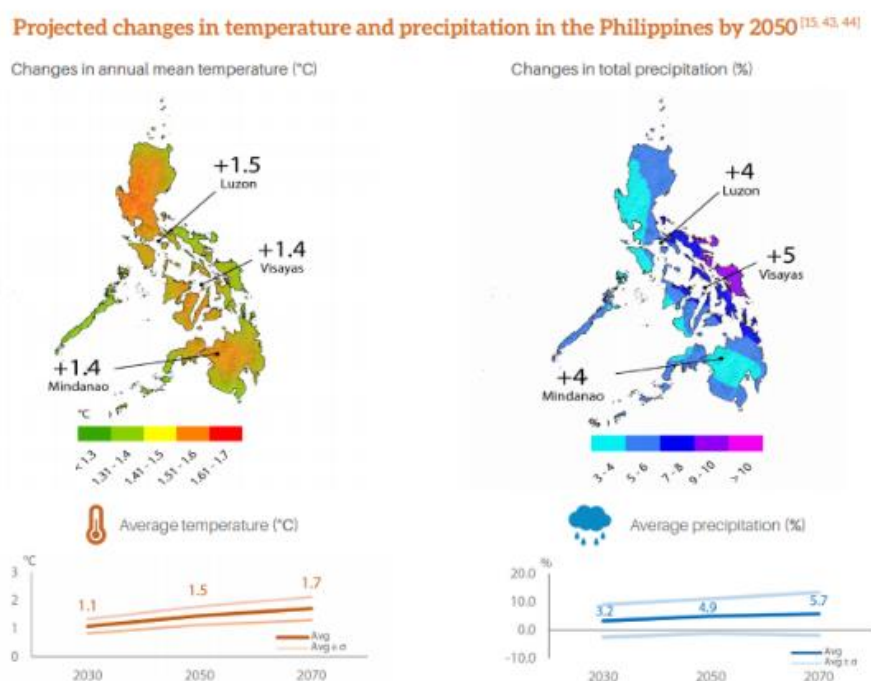 Projected changes in temperature and precipitation in the Philippines by 2050 [15, 43, 44]
Changes in annual mean temperature (°C)
+1.5
Luzon
+1.4
Visayas
+1.4
Mindanao
°C
< 1.3
1.31 - 1.4
1.41 - 1.5
1.51 - 1.6
1.61 - 1.7
Changes in total precipitation (%)
+4
Luzon
+5
Visayas
+4
Mindanao
%
3 - 4
5 - 6
7 - 8
9 - 10
> 10
Average temperature (°C)
°C
3
2
1
0
1.1
1.5
1.7
Avg
Avg ± σ
2030
2050
2070
Average precipitation (%)
%
20.0
10.0
0.0
-10.0
3.2
4.9
5.7
Avg
Avg ± σ
2030
2050
2070